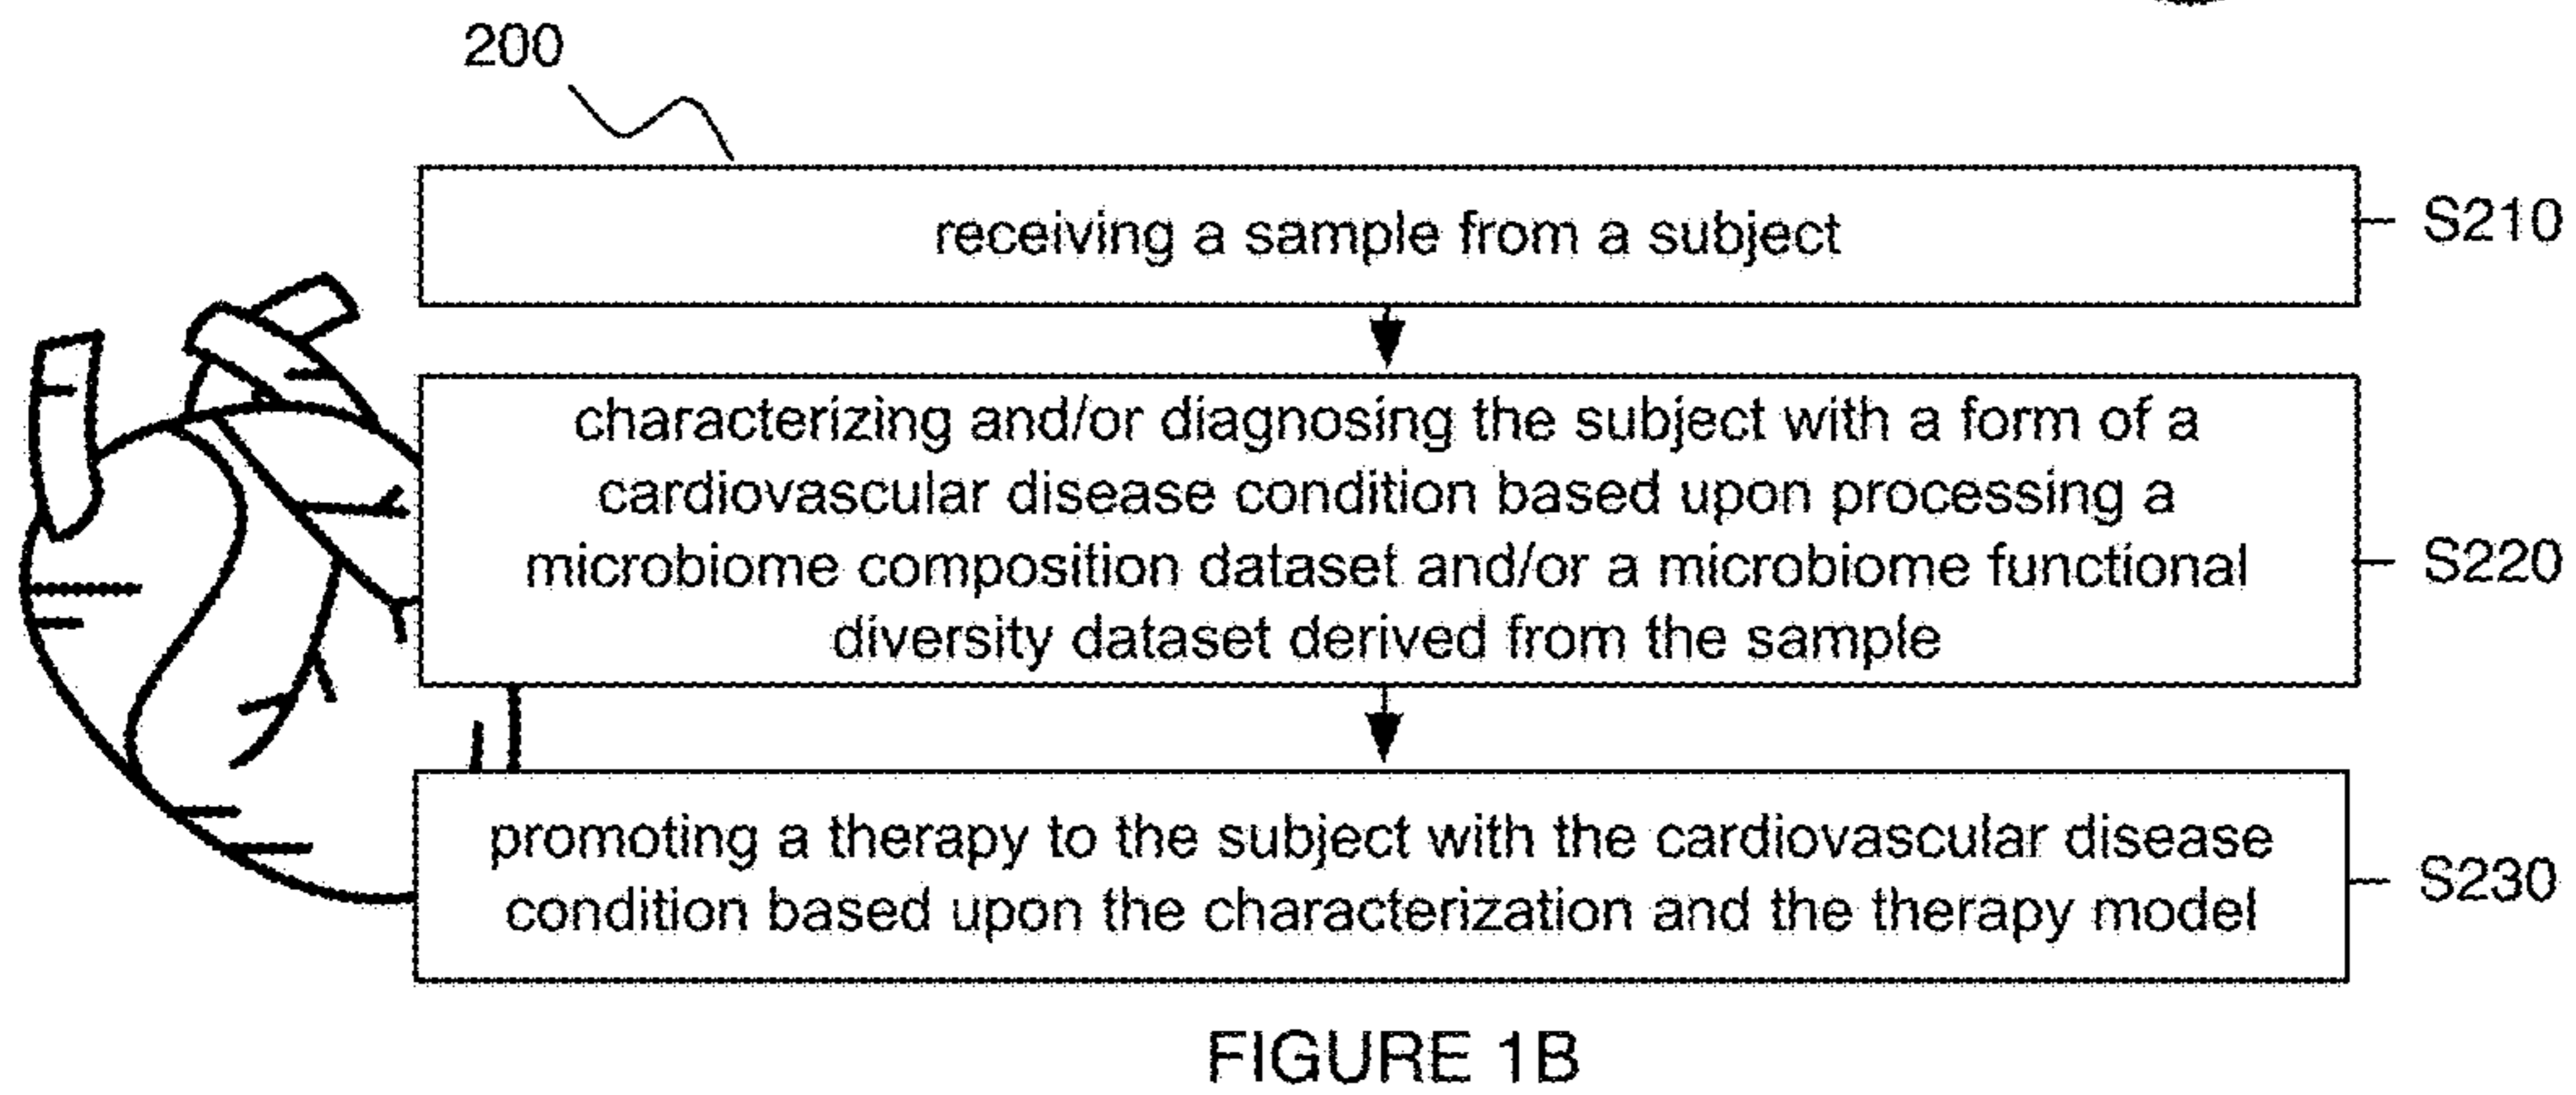 200
receiving a sample from a subject
S210
characterizing and/or diagnosing the subject with a form of a
cardiovascular disease condition based upon processing a
microbiome composition dataset and/or a microbiome functional
diversity dataset derived from the sample
S220
promoting a therapy to the subject with the cardiovascular disease
condition based upon the characterization and the therapy model
S230
FIGURE 1B